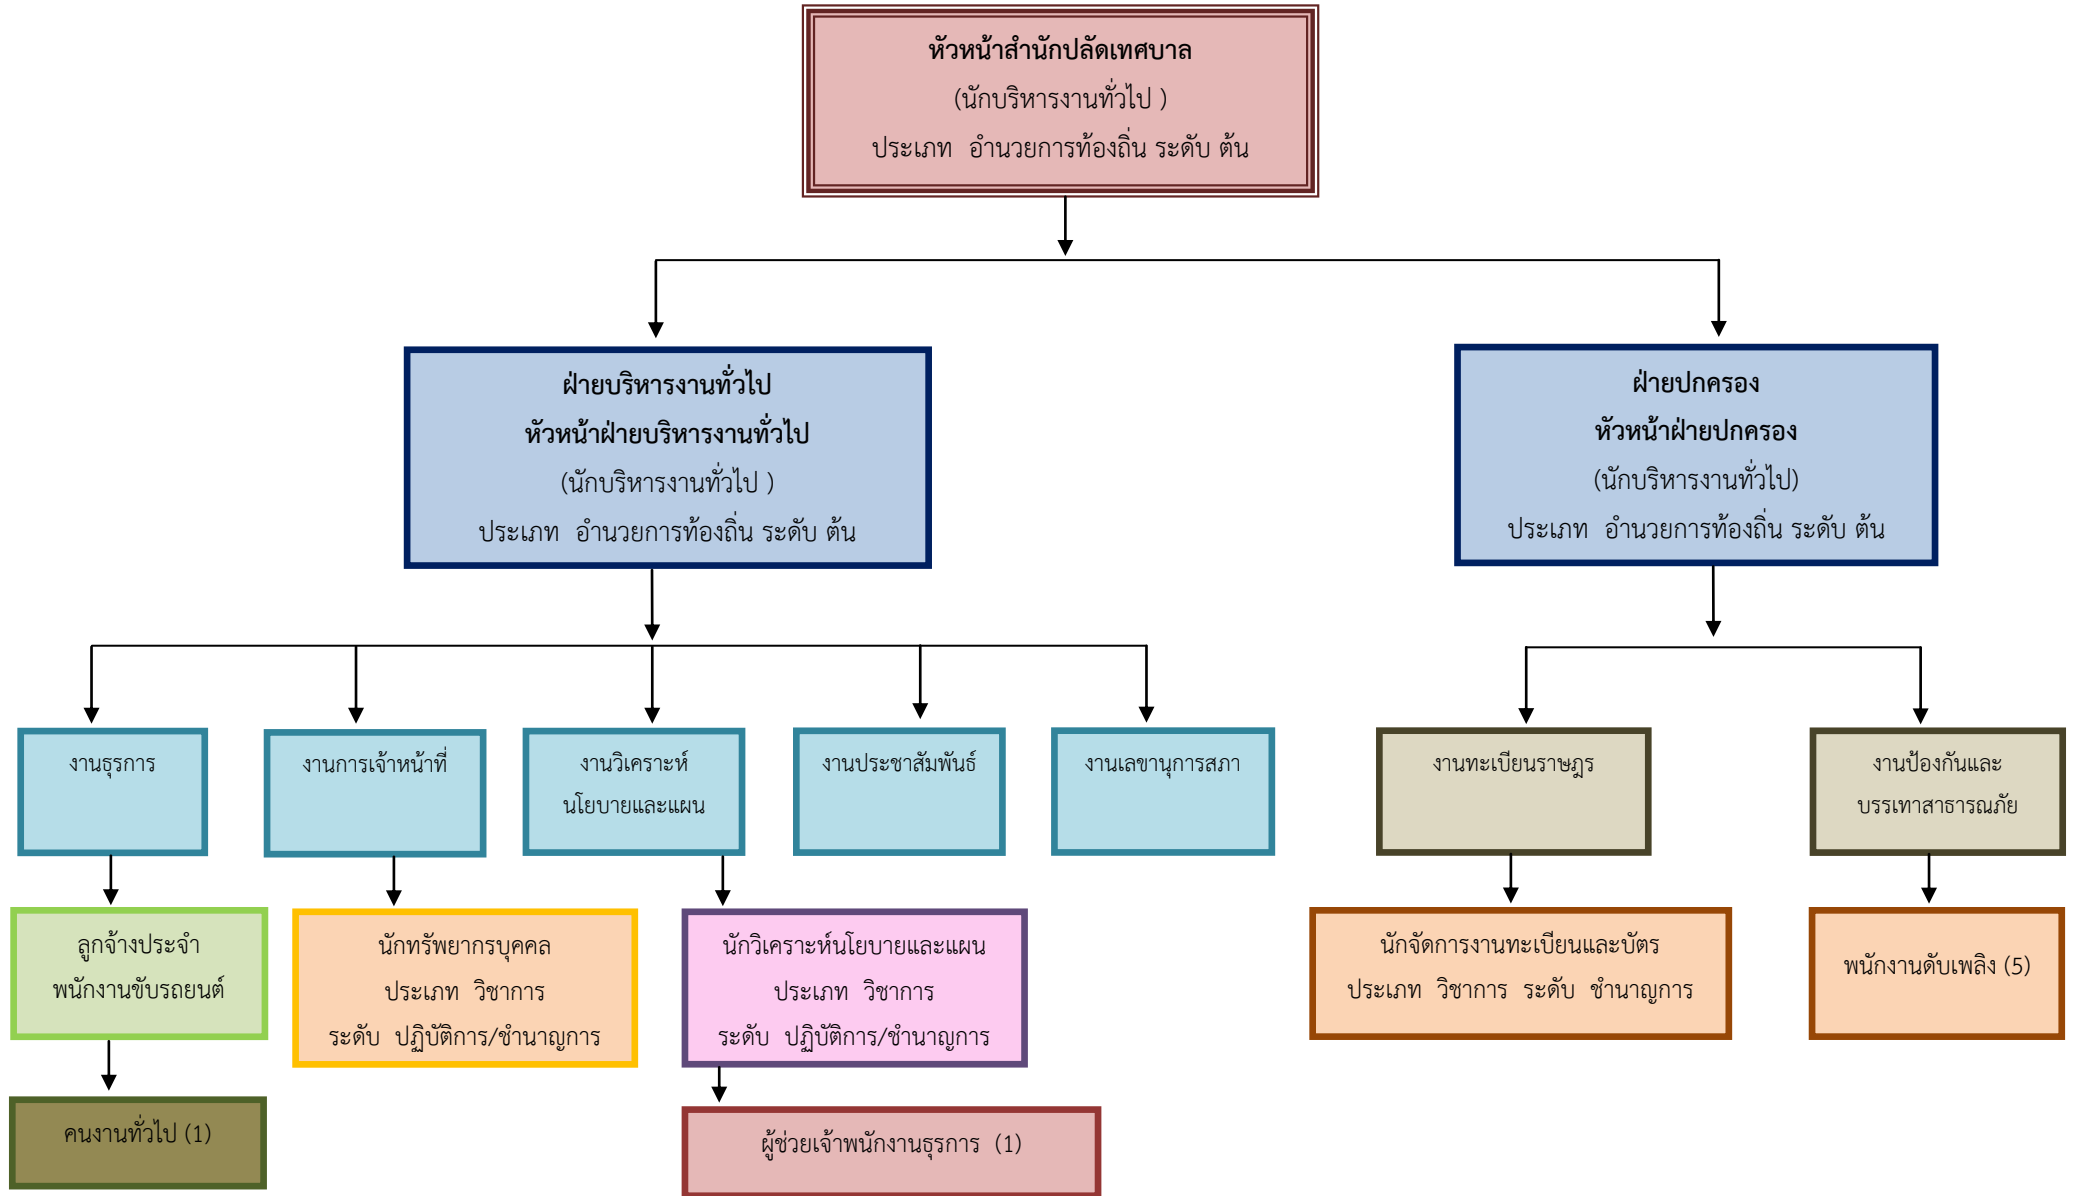 หัวหน้าสำนักปลัดเทศบาล
(นักบริหารงานทั่วไป )
ประเภท อำนวยการท้องถิ่น ระดับ ต้น
ฝ่ายบริหารงานทั่วไป
หัวหน้าฝ่ายบริหารงานทั่วไป
(นักบริหารงานทั่วไป )
ประเภท อำนวยการท้องถิ่น ระดับ ต้น
ฝ่ายปกครอง
หัวหน้าฝ่ายปกครอง
(นักบริหารงานทั่วไป)
ประเภท อำนวยการท้องถิ่น ระดับ ต้น
งานธุรการ
งานการเจ้าหน้าที่
งานวิเคราะห์
นโยบายและแผน
งานประชาสัมพันธ์
งานเลขานุการสภา
งานทะเบียนราษฎร
งานป้องกันและ
บรรเทาสาธารณภัย
ลูกจ้างประจำ
พนักงานขับรถยนต์
นักทรัพยากรบุคคล
ประเภท วิชาการ
ระดับ ปฏิบัติการ/ชำนาญการ
นักวิเคราะห์นโยบายและแผน
ประเภท วิชาการ
ระดับ ปฏิบัติการ/ชำนาญการ
นักจัดการงานทะเบียนและบัตร
ประเภท วิชาการ ระดับ ชำนาญการ
พนักงานดับเพลิง (5)
คนงานทั่วไป (1)
ผู้ช่วยเจ้าพนักงานธุรการ (1)